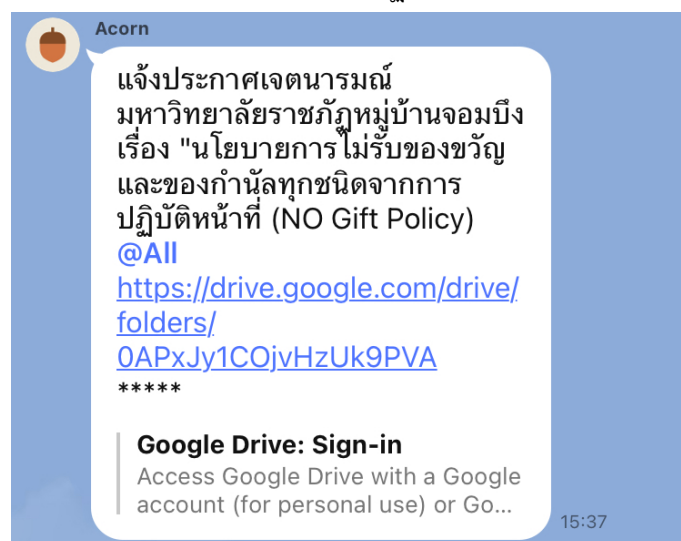 Acorn
แจ้งประกาศเจตนารมณ์
มหาวิทยาลัยราชภัฏหมู่บ้านจอมบึง
เรื่อง "นโยบายการไม่รับของขวัญ
และของกำนัลทุกชนิดจากการ
ปฏิบัติหน้าที่ (NO Gift Policy)
@All
https://drive.google.com/drive/
folders/
0APxJy1COjvHzUk9PVA
*****
Google Drive: Sign-in
Access Google Drive with a Google
account (for personal use) or Go...
15:37